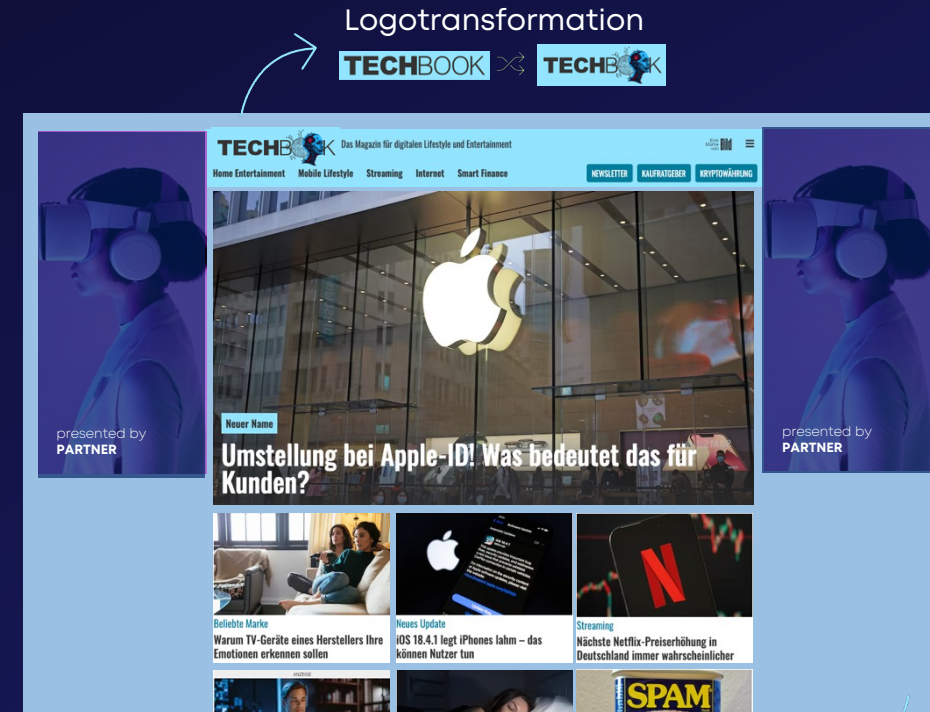 Logotransformation
TECHBOOK TECHBOOK
TECHBOOK Das Magazin für digitalen Lifestyle und Entertainment
Home Entertainment Mobile Lifestyle Streaming Internet Smart Finance NEWSLETTER KAUFRATGEBER KRYPTOWÄHRUNG
presented by
PARTNER
Neuer Name
Umstellung bei Apple-ID! Was bedeutet das für
Kunden?
presented by
PARTNER
Beliebte Marke
Warum TV-Geräte eines Herstellers Ihre
Emotionen erkennen sollen
Neues Update
iOS 18.4.1 legt iPhones lahm – das
können Nutzer tun
Streaming
Nächste Netflix-Preiserhöhung in
Deutschland immer wahrscheinlicher
ANZEIGE
SPAM